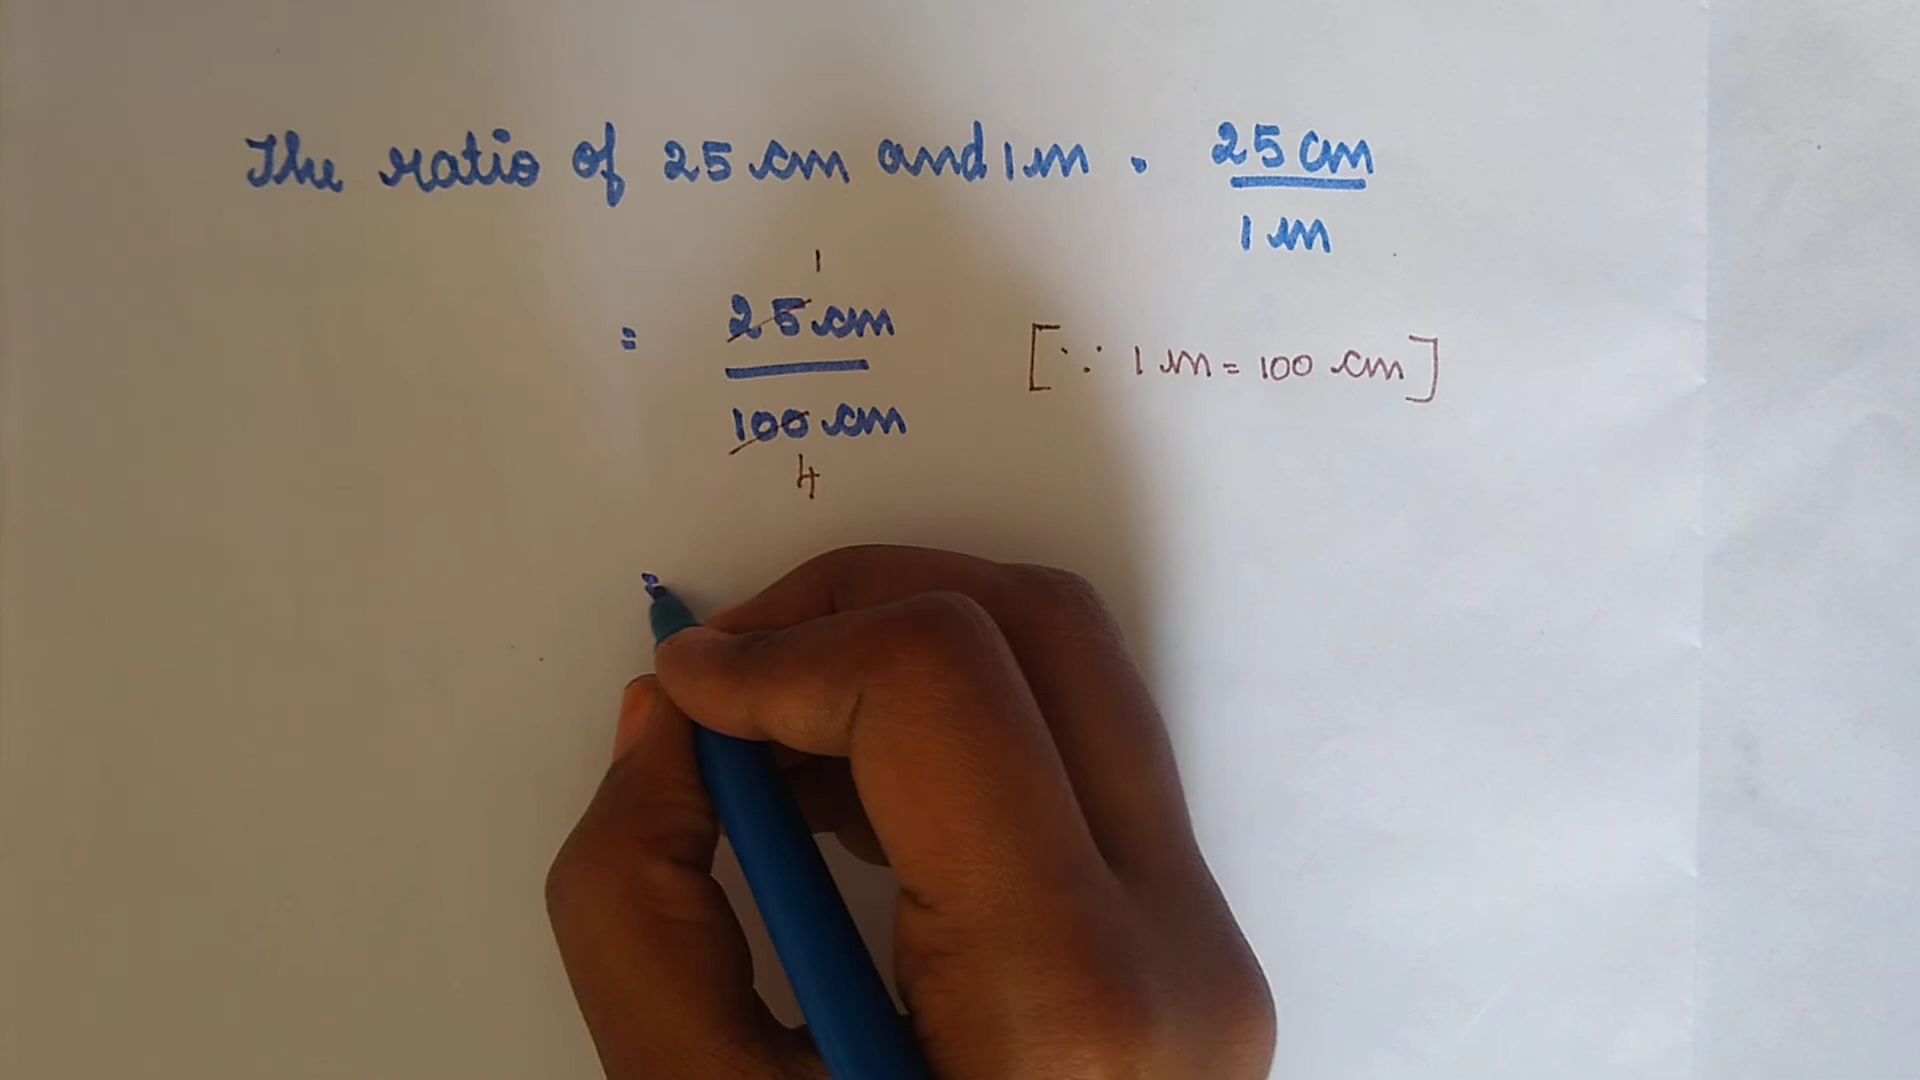 The ratio of 25 cm and 1 m = 25 cm
1 m
1
= 25 cm
100 cm [∵ 1 m = 100 cm]
4
=